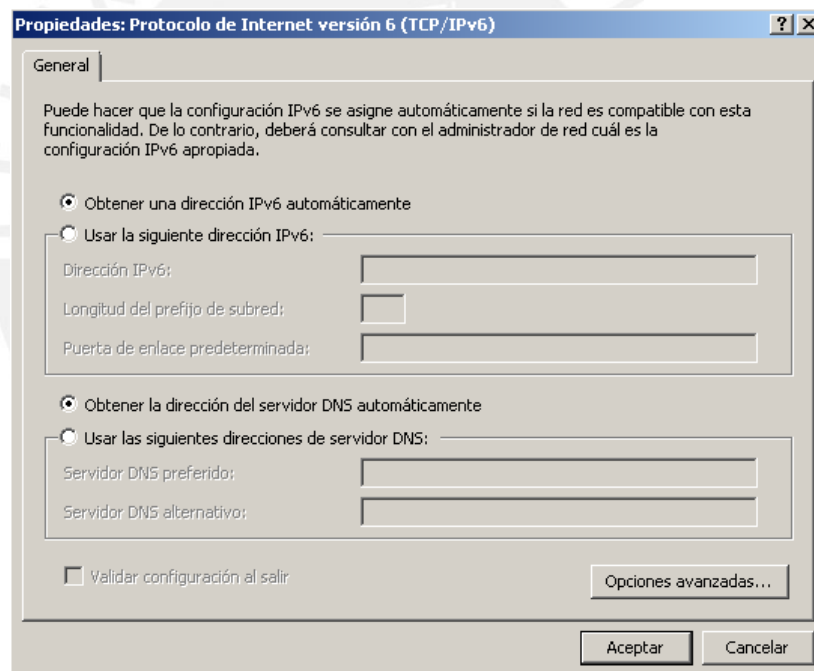 Propiedades: Protocolo de Internet versión 6 (TCP/IPv6)
General
Puede hacer que la configuración IPv6 se asigne automáticamente si la red es compatible con esta
funcionalidad. De lo contrario, deberá consultar con el administrador de red cuál es la
configuración IPv6 apropiada.
Obtener una dirección IPv6 automáticamente
Usar la siguiente dirección IPv6:
Dirección IPv6:
Longitud del prefijo de subred:
Puerta de enlace predeterminada:
Obtener la dirección del servidor DNS automáticamente
Usar las siguientes direcciones de servidor DNS:
Servidor DNS preferido:
Servidor DNS alternativo:
Validar configuración al salir
Opciones avanzadas...
Aceptar Cancelar